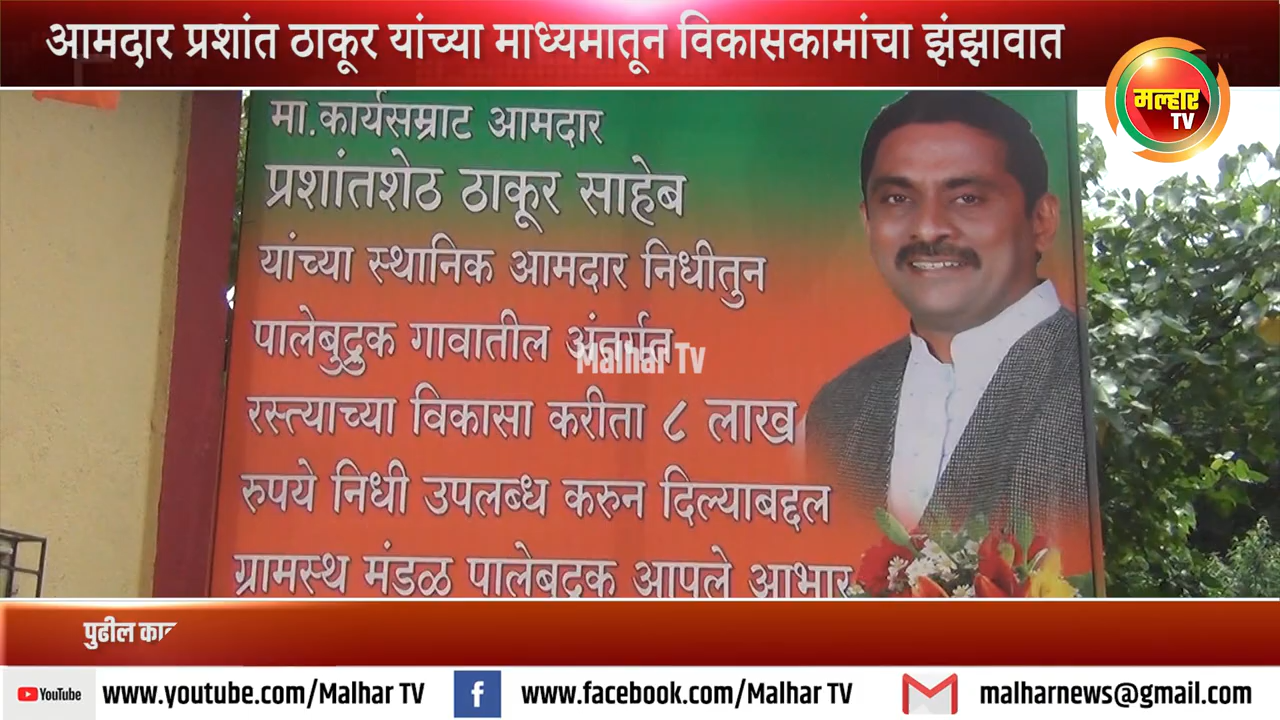 आमदार प्रशांत ठाकूर यांच्या माध्यमातून विकासकामांचा झंझावात
मल्हार
TV
मा.कार्यसम्राट आमदार
प्रशांतशेठ ठाकूर साहेब
यांच्या स्थानिक आमदार निधीतुन
पालेबुद्रुक गावातील अंतर्गत
Malhar Tv
रस्त्याच्या विकासा करीता ८ लाख
रुपये निधी उपलब्ध करुन दिल्याबद्दल
ग्रामस्थ मंडळ पालेबुद्रुक आपले आभार
पुढील
YouTube
www.youtube.com/Malhar TV
www.facebook.com/Malhar TV
malharnews@gmail.com